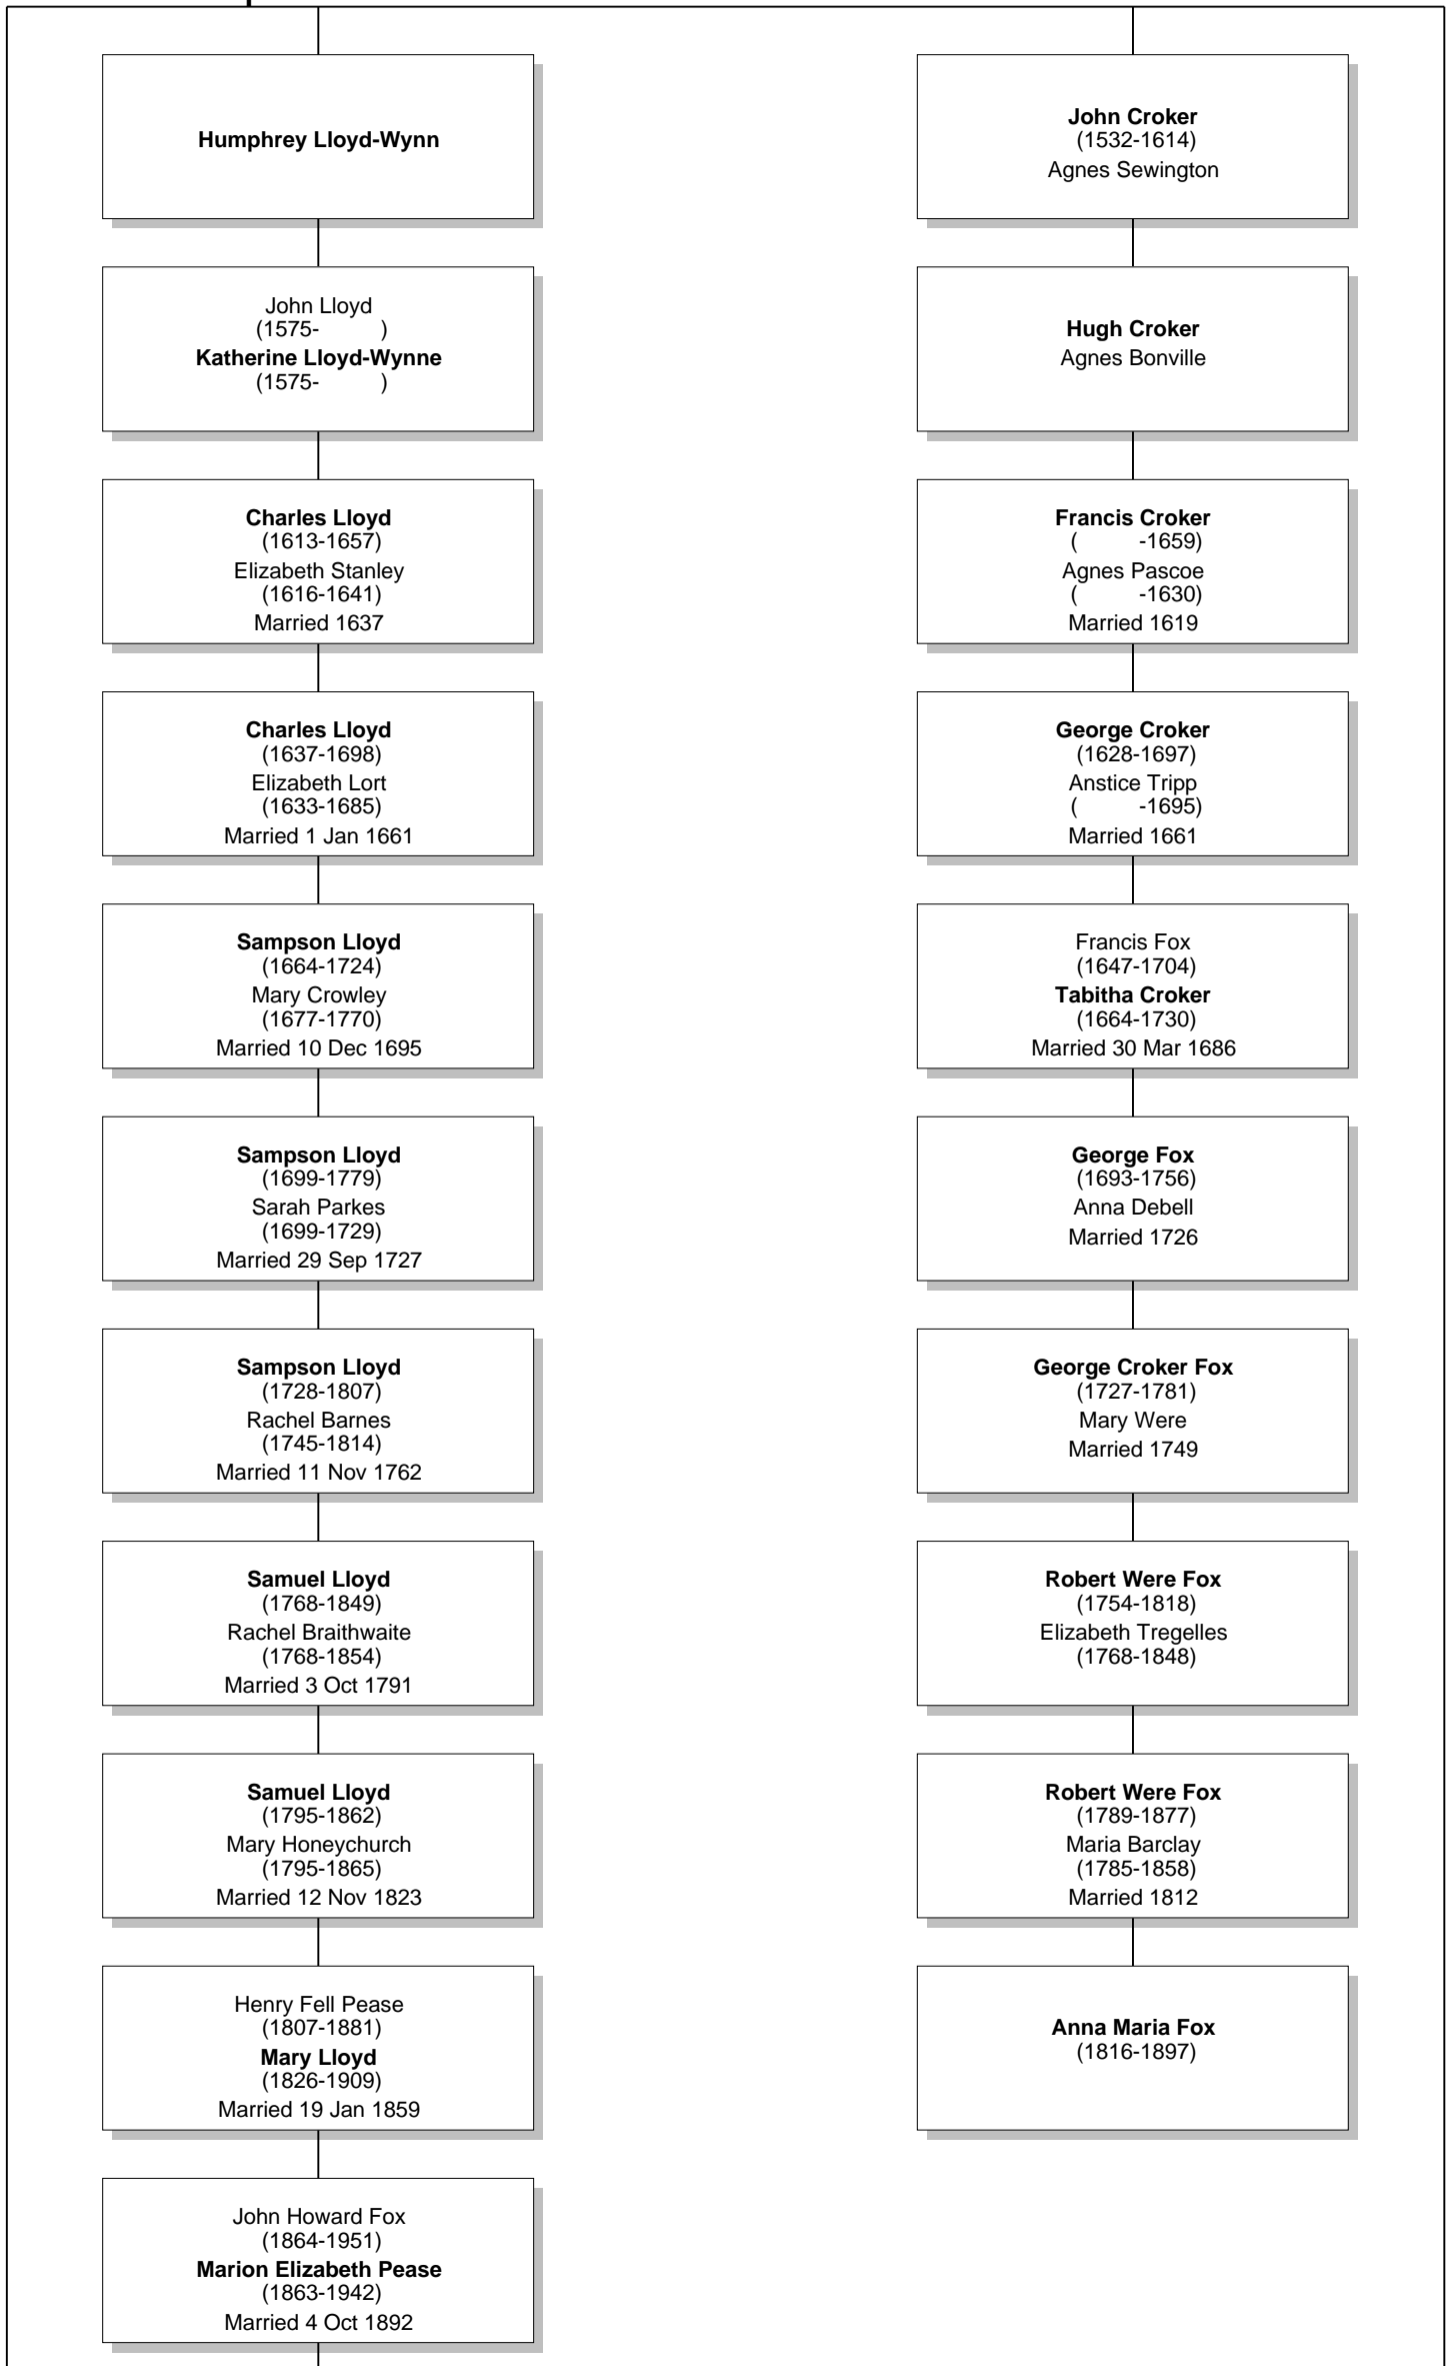 Humphrey Lloyd-Wynn
John Lloyd
(1575- )
Katherine Lloyd-Wynne
(1575- )
Charles Lloyd
(1613-1657)
Elizabeth Stanley
(1616-1641)
Married 1637
Charles Lloyd
(1637-1698)
Elizabeth Lort
(1633-1685)
Married 1 Jan 1661
Sampson Lloyd
(1664-1724)
Mary Crowley
(1677-1770)
Married 10 Dec 1695
Sampson Lloyd
(1699-1779)
Sarah Parkes
(1699-1729)
Married 29 Sep 1727
Sampson Lloyd
(1728-1807)
Rachel Barnes
(1745-1814)
Married 11 Nov 1762
Samuel Lloyd
(1768-1849)
Rachel Braithwaite
(1768-1854)
Married 3 Oct 1791
Samuel Lloyd
(1795-1862)
Mary Honeychurch
(1795-1865)
Married 12 Nov 1823
Henry Fell Pease
(1807-1881)
Mary Lloyd
(1826-1909)
Married 19 Jan 1859
John Howard Fox
(1864-1951)
Marion Elizabeth Pease
(1863-1942)
Married 4 Oct 1892
John Croker
(1532-1614)
Agnes Sewington
Hugh Croker
Agnes Bonville
Francis Croker
( -1659)
Agnes Pascoe
( -1630)
Married 1619
George Croker
(1628-1697)
Anstice Tripp
( -1695)
Married 1661
Francis Fox
(1647-1704)
Tabitha Croker
(1664-1730)
Married 30 Mar 1686
George Fox
(1693-1756)
Anna Debell
Married 1726
George Croker Fox
(1727-1781)
Mary Were
Married 1749
Robert Were Fox
(1754-1818)
Elizabeth Tregelles
(1768-1848)
Robert Were Fox
(1789-1877)
Maria Barclay
(1785-1858)
Married 1812
Anna Maria Fox
(1816-1897)